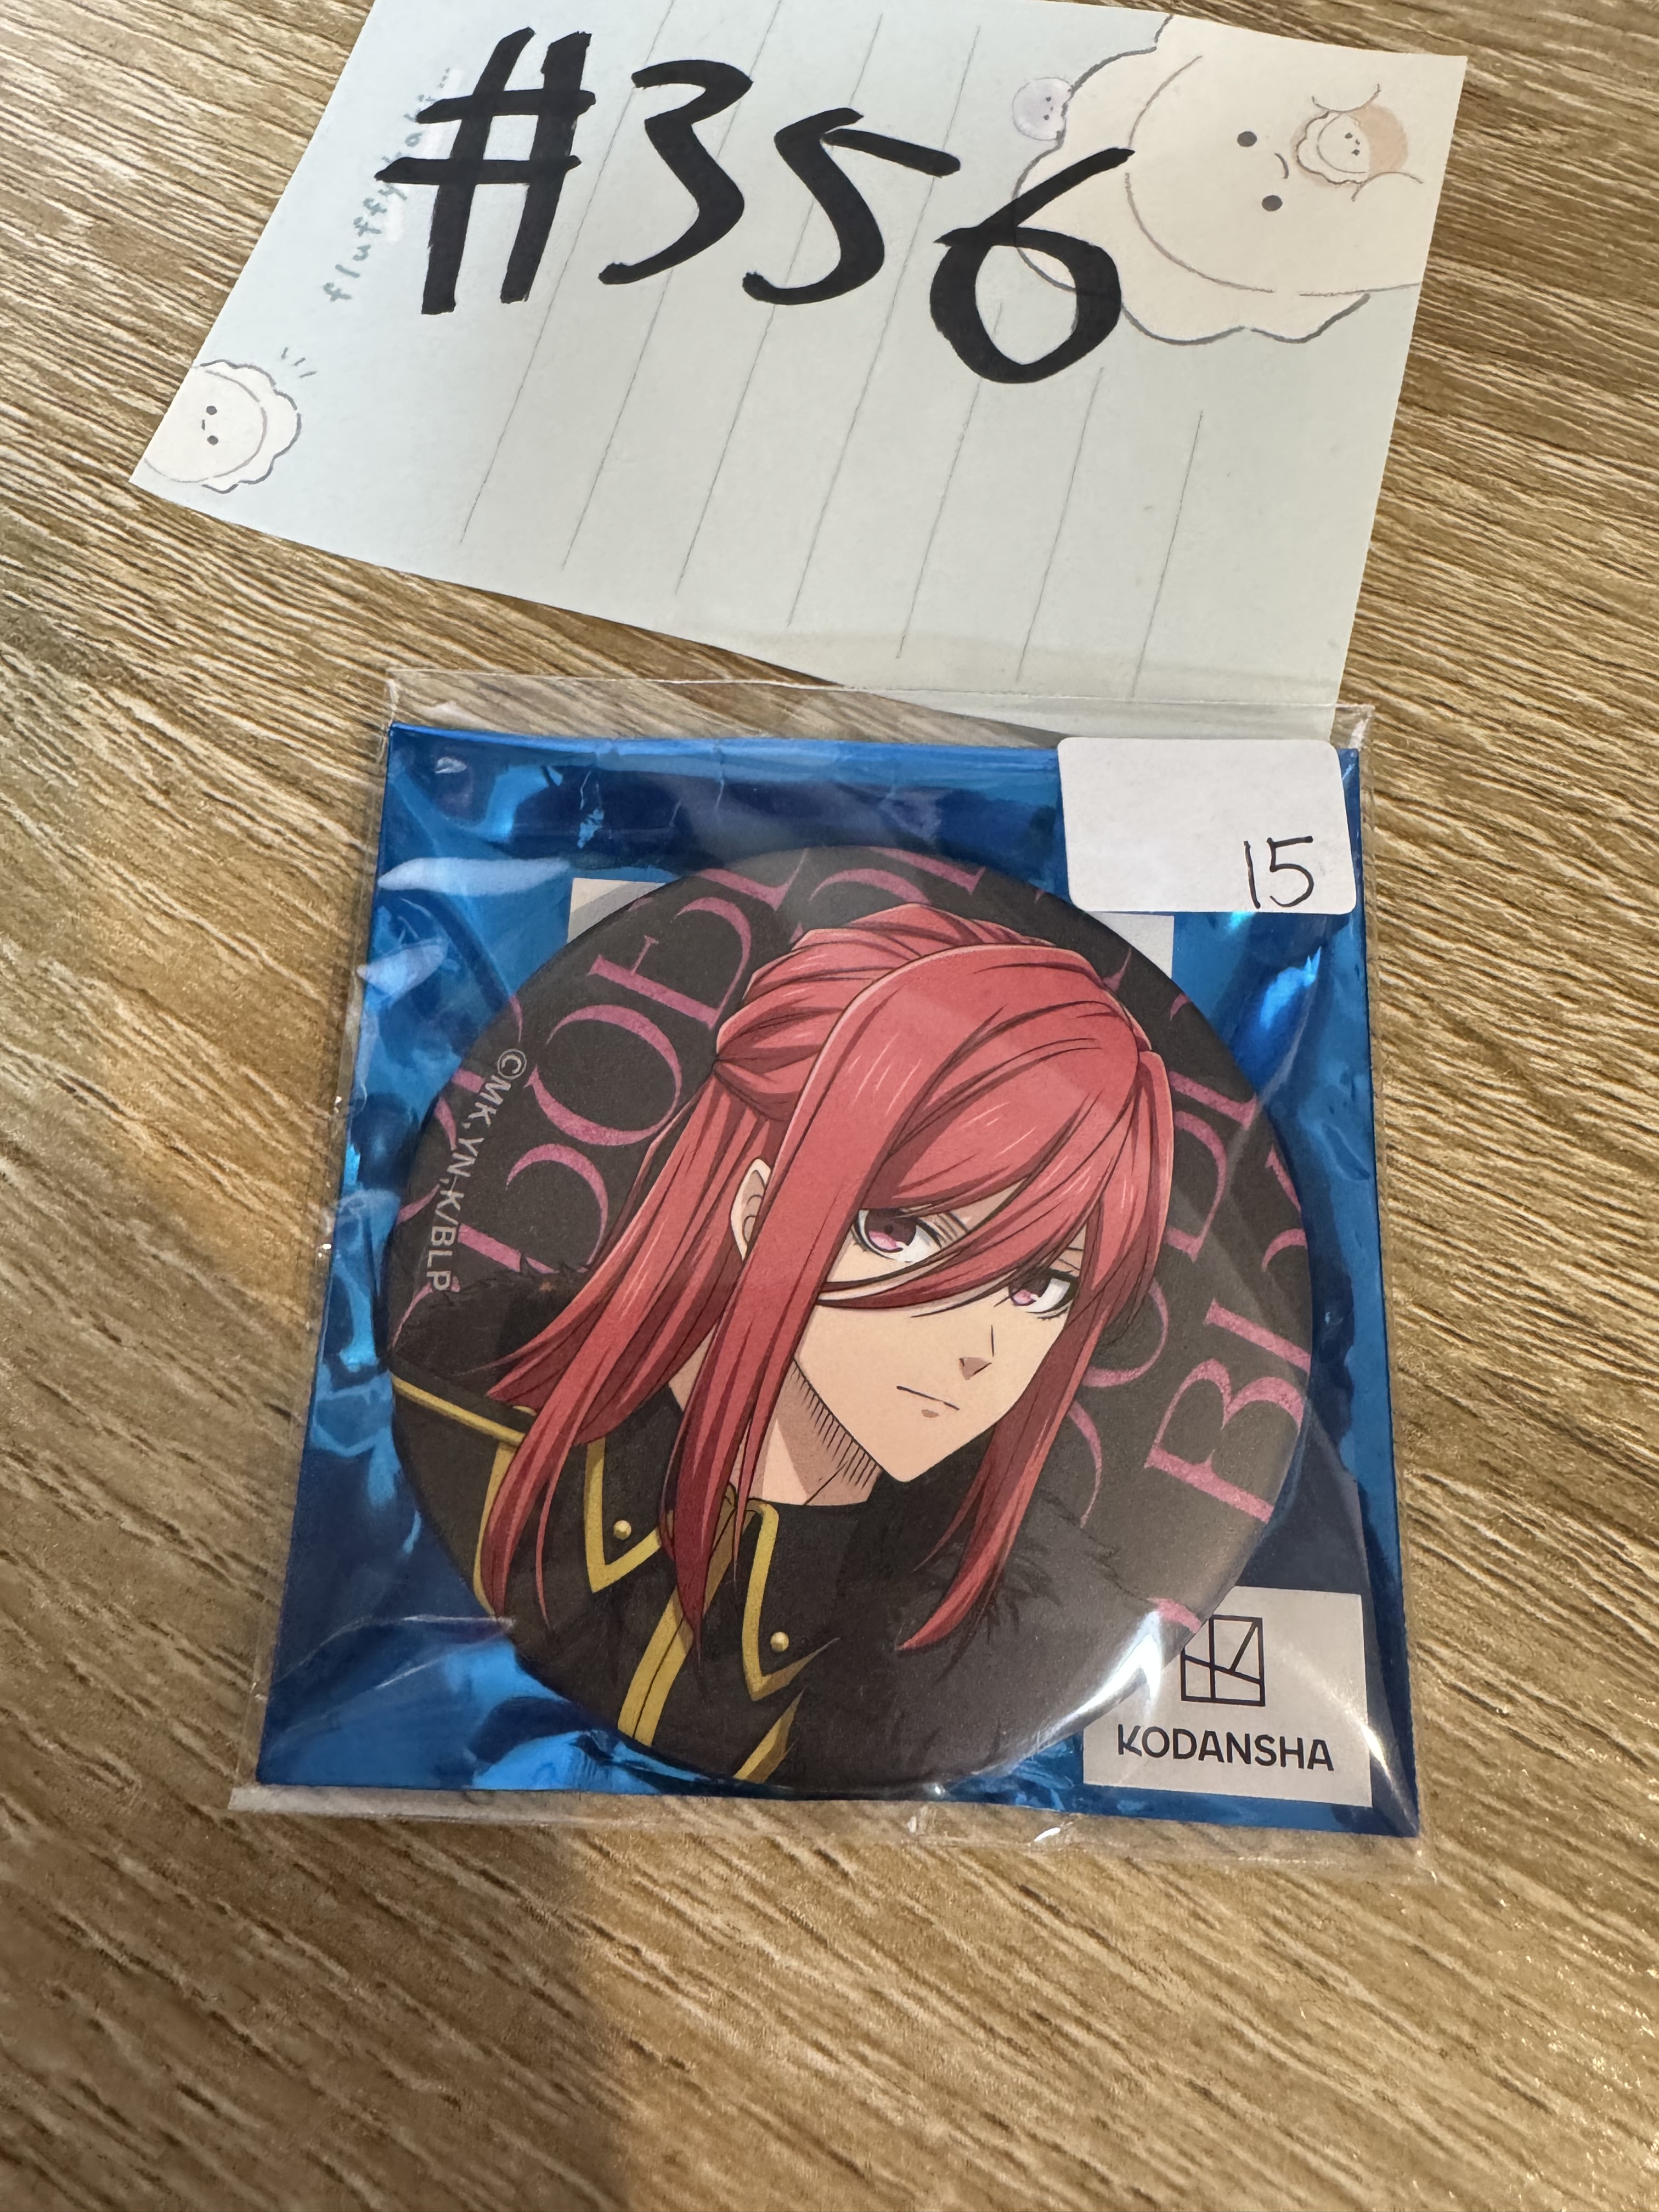 #356
fluffy
15
©MK,YN,K/BLP
KODANSHA